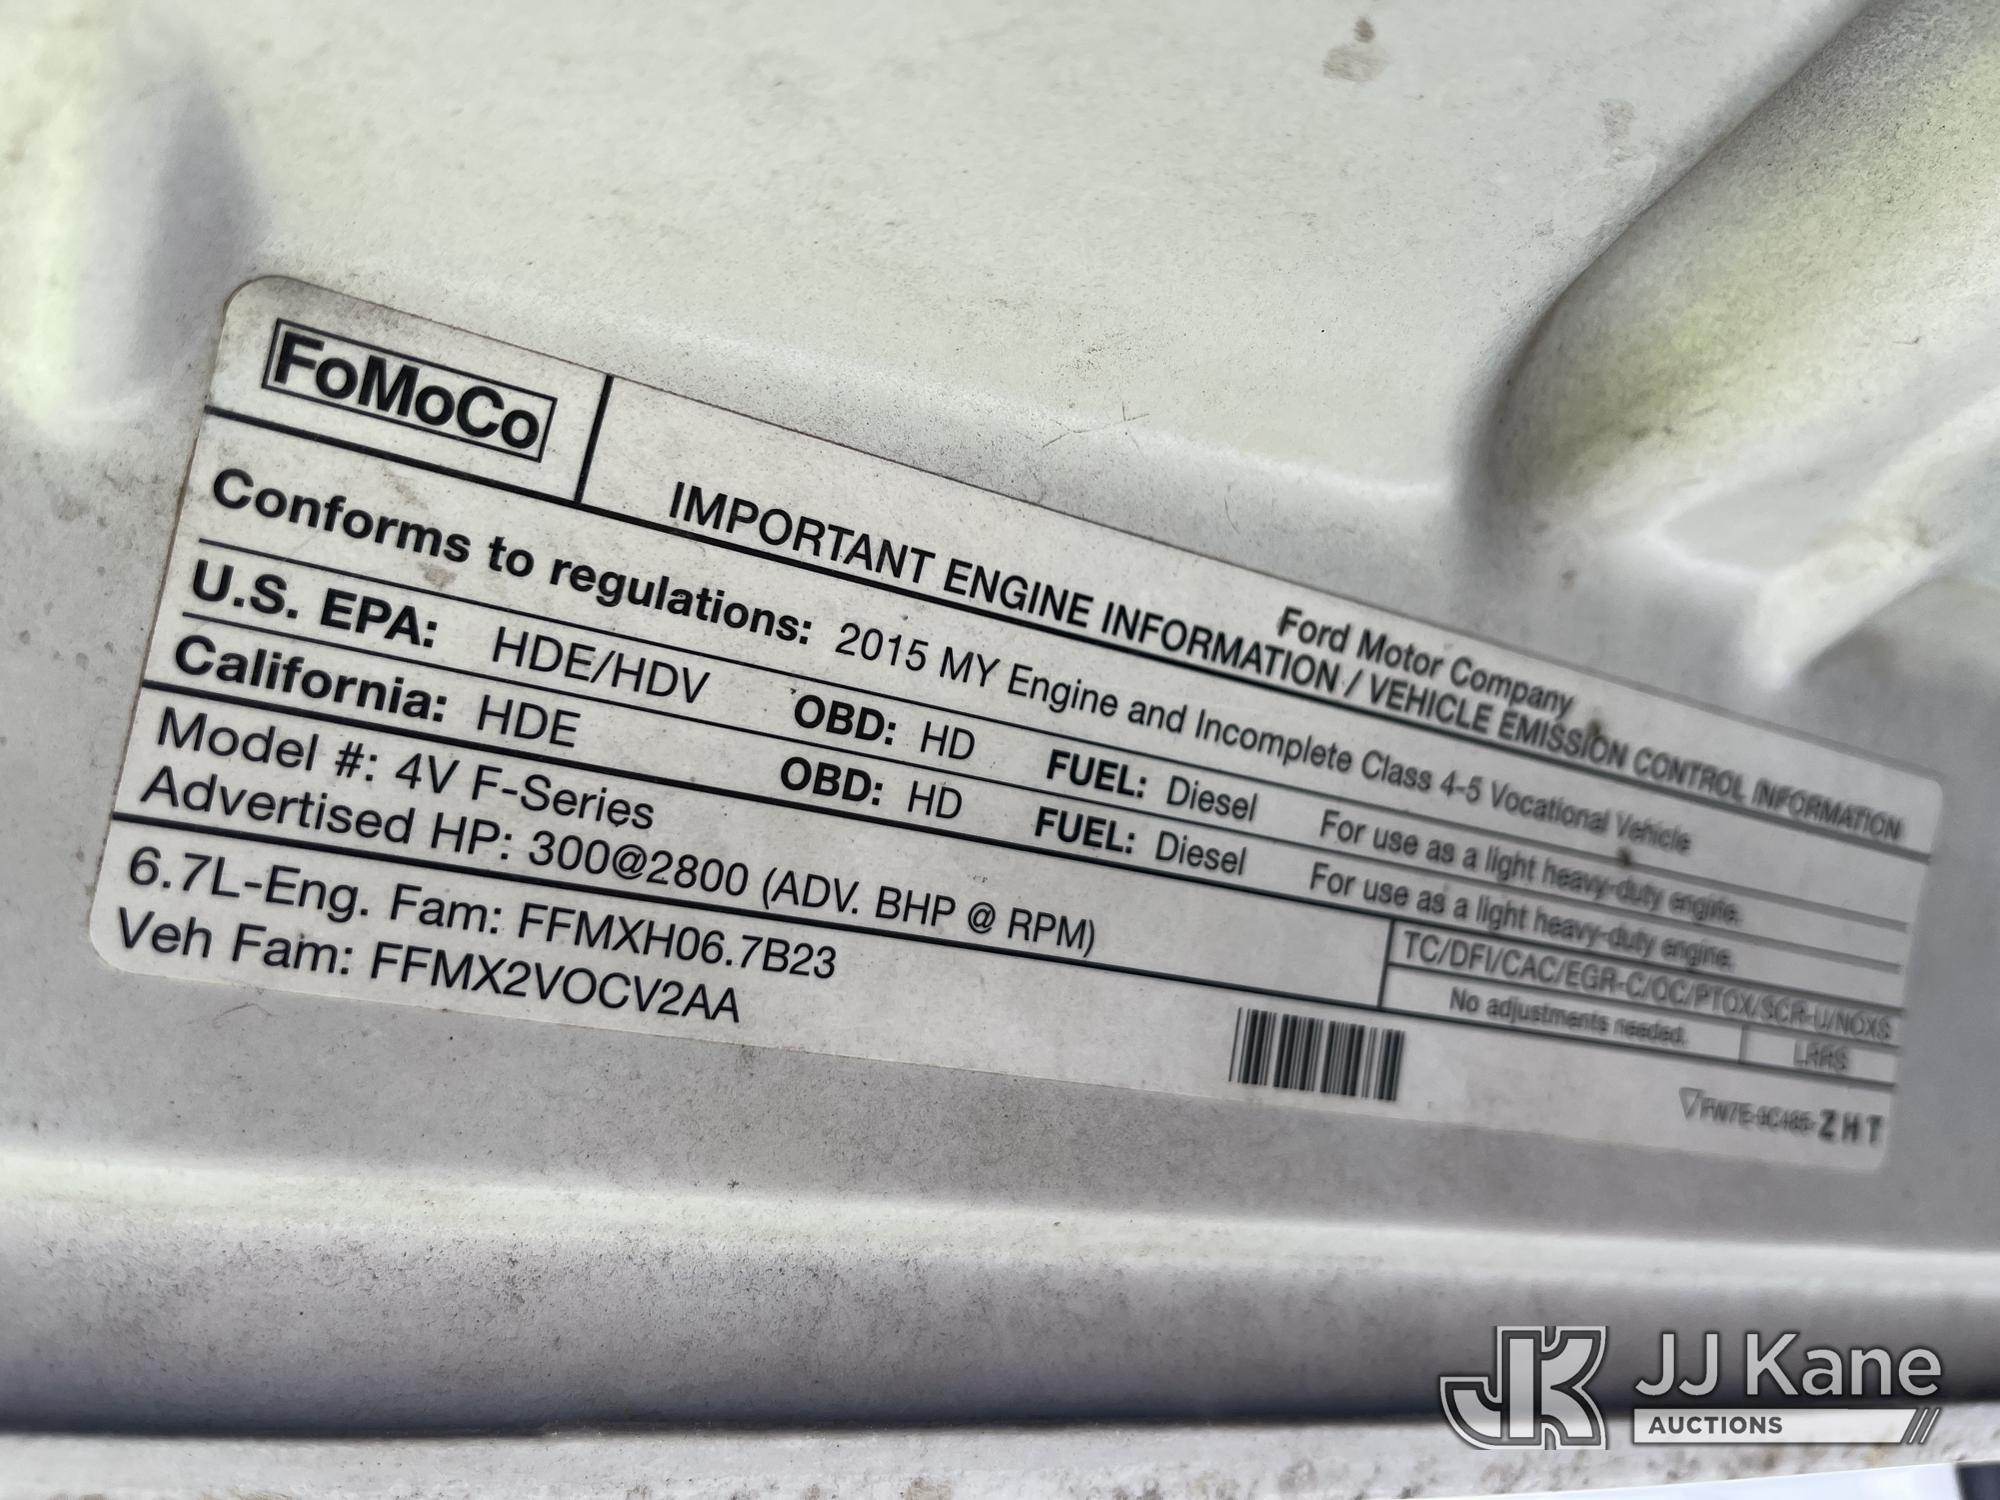 FoMoCo
Ford Motor Company
IMPORTANT ENGINE INFORMATION / VEHICLE EMISSION CONTROL INFORMATION
Conforms to regulations: 2015 MY Engine and Incomplete Class 4-5 Vocational Vehicle
U.S. EPA: HDE/HDV OBD: HD FUEL: Diesel For use as a light heavy-duty engine.
California: HDE OBD: HD FUEL: Diesel For use as a light heavy-duty engine.
Model #: 4V F-Series
Advertised HP: 300@2800 (ADV. BHP @ RPM)
TC/DFI/CAC/EGR-C/OC/PTOX/SCR-U/NOXS
No adjustments needed.
6.7L-Eng. Fam: FFMXH06.7B23
Veh Fam: FFMX2VOCV2AA
ZHT
JK JJ Kane
AUCTIONS